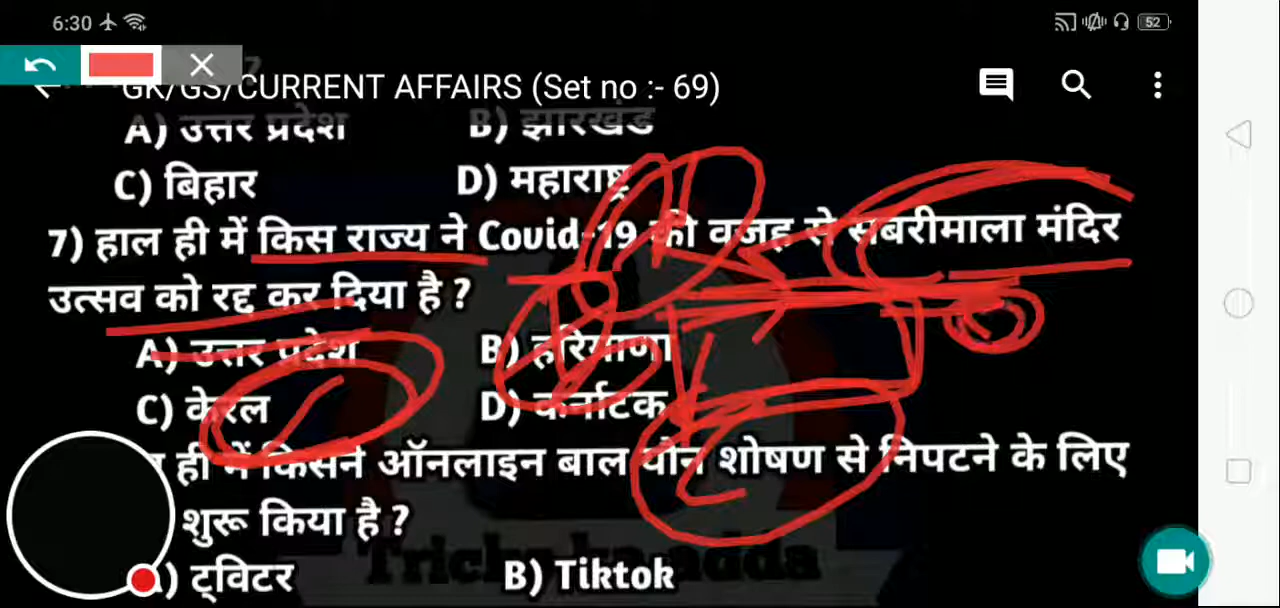 6:30
52
GK/GS/CURRENT AFFAIRS (Set no :- 69)
A) उत्तर प्रदेश B) झारखंड
C) बिहार D) महाराष्ट्र
7) हाल ही में किस राज्य ने Covid-19 की वजह से सबरीमाला मंदिर
उत्सव को रद्द कर दिया है ?
A) उत्तर प्रदेश B) हरियाणा
C) केरल D) कर्नाटक
ही में किसने ऑनलाइन बाल यौन शोषण से निपटने के लिए
शुरू किया है ?
) ट्विटर B) Tiktok